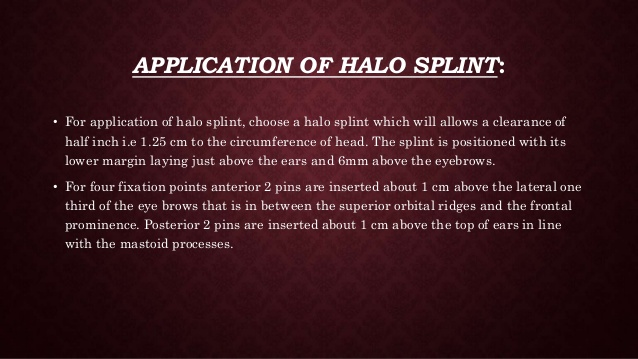 APPLICATION OF HALO SPLINT:
• For application of halo splint, choose a halo splint which will allows a clearance of
half inch i.e 1.25 cm to the circumference of head. The splint is positioned with its
lower margin laying just above the ears and 6mm above the eyebrows.
• For four fixation points anterior 2 pins are inserted about 1 cm above the lateral one
third of the eye brows that is in between the superior orbital ridges and the frontal
prominence. Posterior 2 pins are inserted about 1 cm above the top of ears in line
with the mastoid processes.